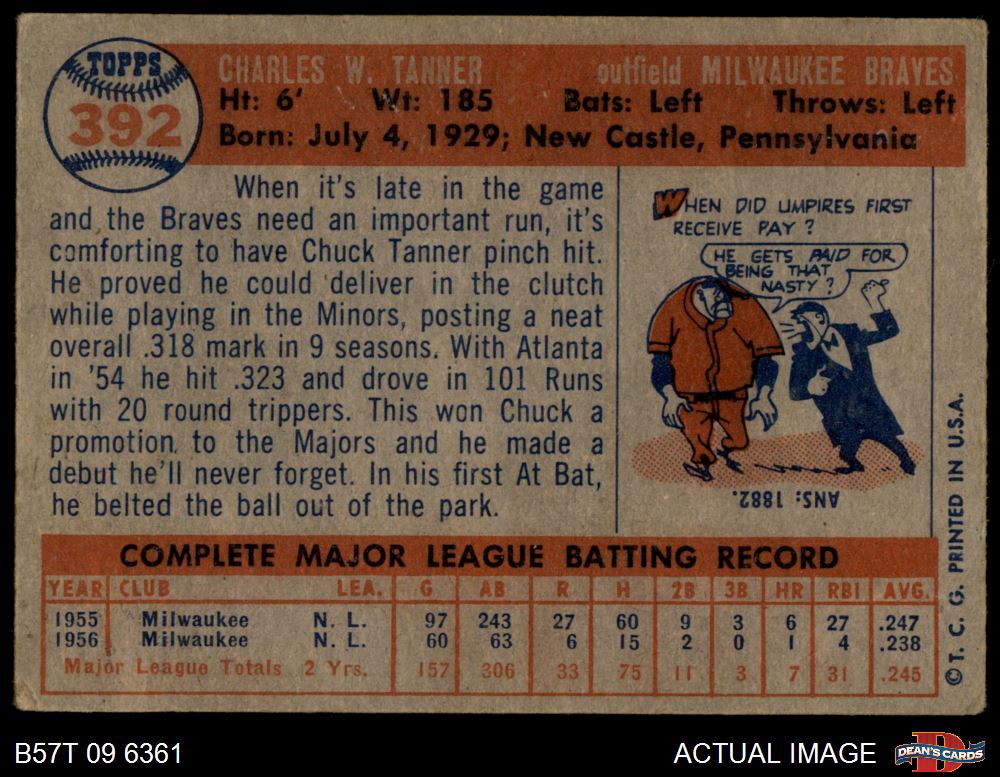 TOPPS
392
CHARLES W. TANNER outfield MILWAUKEE BRAVES
Ht: 6' Wt: 185 Bats: Left Throws: Left
Born: July 4, 1929; New Castle, Pennsylvania
When it's late in the game
and the Braves need an important run, it's
comforting to have Chuck Tanner pinch hit.
He proved he could deliver in the clutch
while playing in the Minors, posting a neat
overall .318 mark in 9 seasons. With Atlanta
in '54 he hit .323 and drove in 101 Runs
with 20 round trippers. This won Chuck a
promotion to the Majors and he made a
debut he'll never forget. In his first At Bat,
he belted the ball out of the park.
WHEN DID UMPIRES FIRST
RECEIVE PAY?
HE GETS PAID FOR
BEING THAT
NASTY?
ANS: 1882.
COMPLETE MAJOR LEAGUE BATTING RECORD
YEAR CLUB LEA. G AB R H 2B 3B HR RBI AVG.
1955 Milwaukee N. L. 97 243 27 60 9 3 6 27 .247
1956 Milwaukee N. L. 60 63 6 15 2 0 1 4 .238
Major League Totals 2 Yrs. 157 306 33 75 11 3 7 31 .245
©T. C. G. PRINTED IN U.S.A.
B57T 09 6361
ACTUAL IMAGE
DEAN'S CARDS